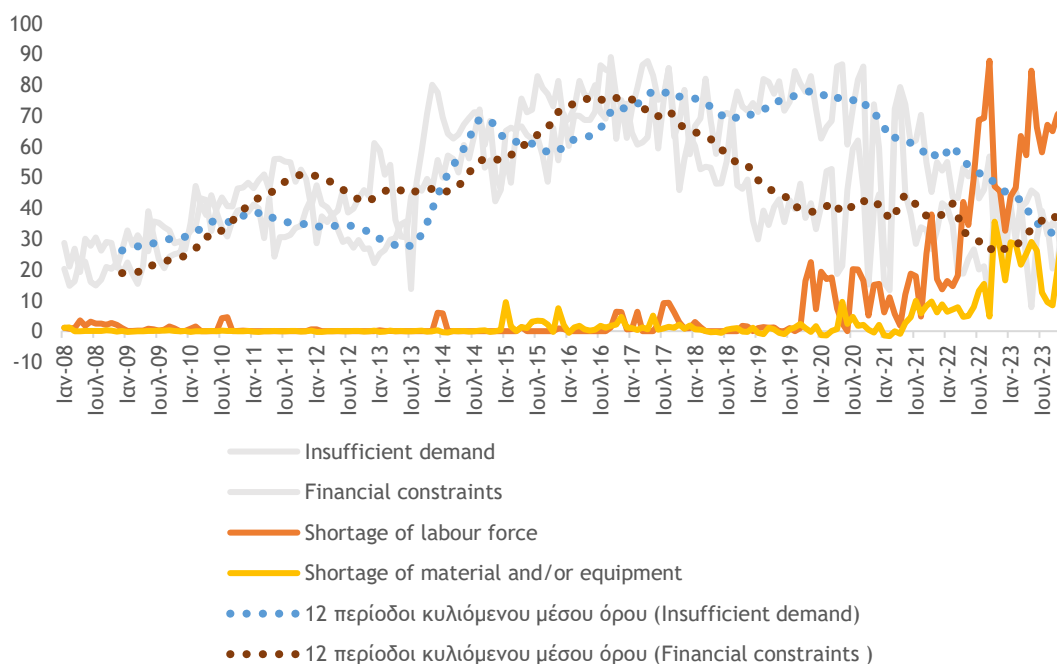 100
90
80
70
60
50
40
30
20
10
0
-10
Ιαν-08
Ιουλ-08
Ιαν-09
Ιουλ-09
Ιαν-10
Ιουλ-10
Ιαν-11
Ιουλ-11
Ιαν-12
Ιουλ-12
Ιαν-13
Ιουλ-13
Ιαν-14
Ιουλ-14
Ιαν-15
Ιουλ-15
Ιαν-16
Ιουλ-16
Ιαν-17
Ιουλ-17
Ιαν-18
Ιουλ-18
Ιαν-19
Ιουλ-19
Ιαν-20
Ιουλ-20
Ιαν-21
Ιουλ-21
Ιαν-22
Ιουλ-22
Ιαν-23
Ιουλ-23
Insufficient demand
Financial constraints
Shortage of labour force
Shortage of material and/or equipment
12 περίοδοι κυλιόμενου μέσου όρου (Insufficient demand)
12 περίοδοι κυλιόμενου μέσου όρου (Financial constraints )